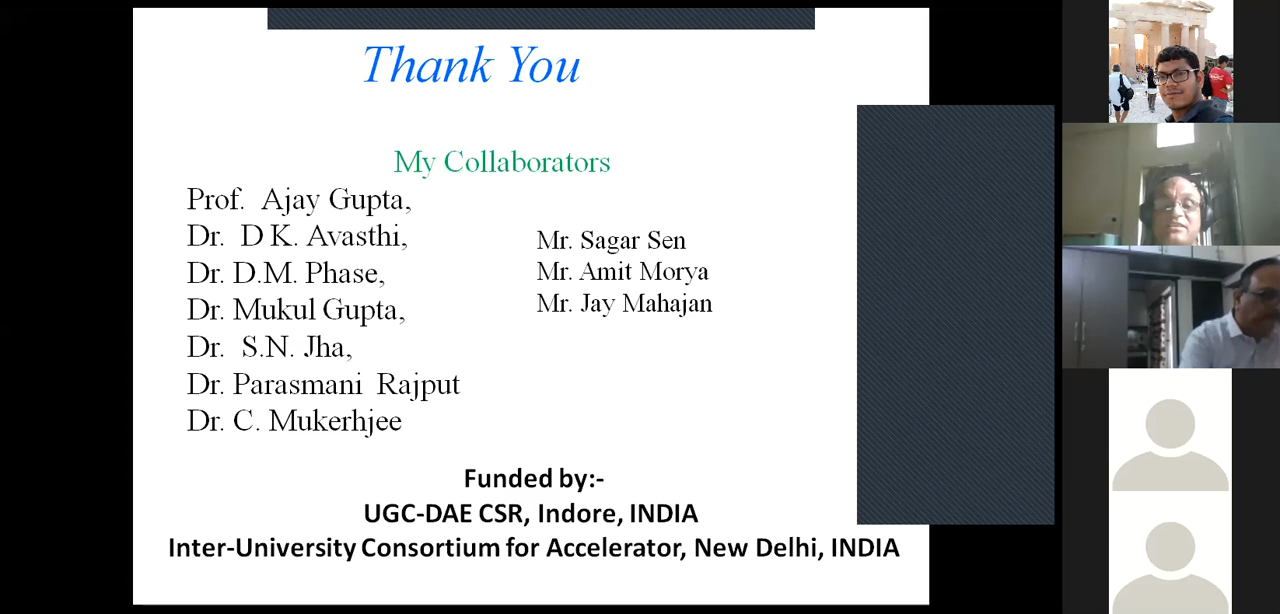 Thank You
My Collaborators
Prof. Ajay Gupta,
Dr. D K. Avasthi,
Dr. D.M. Phase,
Dr. Mukul Gupta,
Dr. S.N. Jha,
Dr. Parasmani Rajput
Dr. C. Mukerhjee
Mr. Sagar Sen
Mr. Amit Morya
Mr. Jay Mahajan
Funded by:-
UGC-DAE CSR, Indore, INDIA
Inter-University Consortium for Accelerator, New Delhi, INDIA